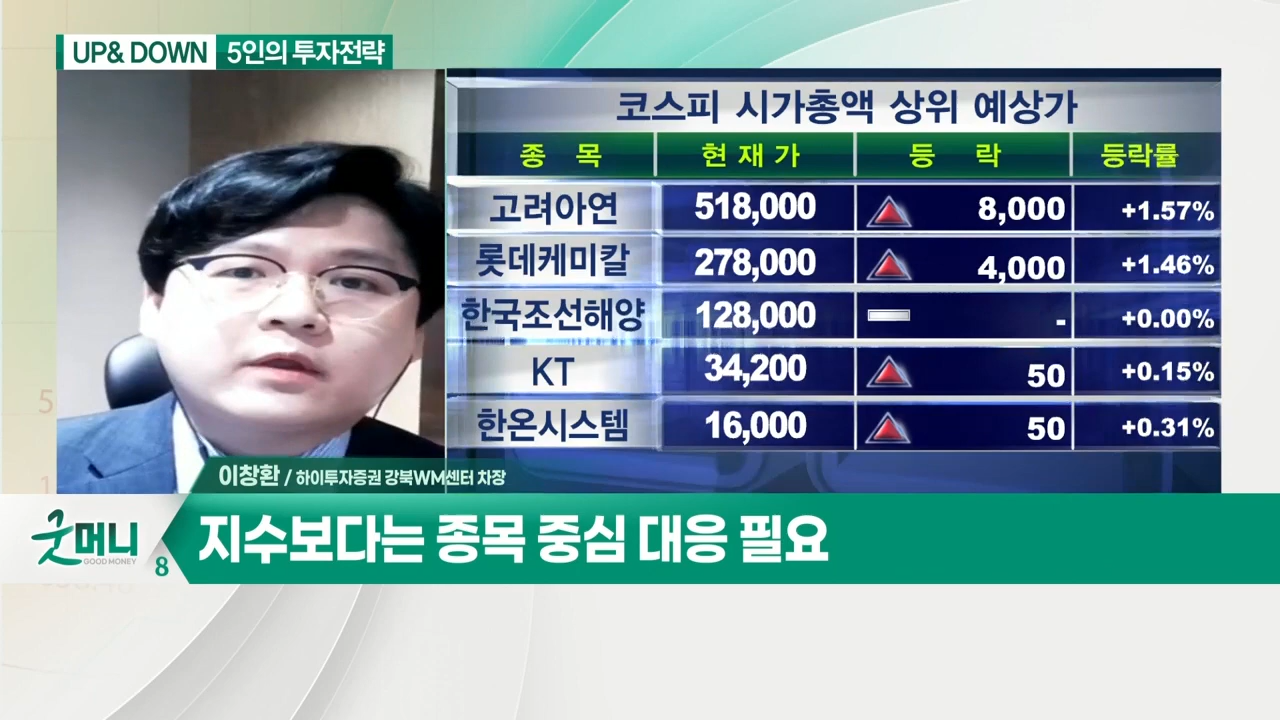 UP& DOWN 5인의 투자전략
코스피 시가총액 상위 예상가
종 목 현 재 가 등 락 등락률
고려아연 518,000 8,000 +1.57%
롯데케미칼 278,000 4,000 +1.46%
한국조선해양 128,000 - +0.00%
KT 34,200 50 +0.15%
한온시스템 16,000 50 +0.31%
5
1
이창환 / 하이투자증권 강북WM센터 차장
굿머니
GOOD MONEY
8
지수보다는 종목 중심 대응 필요